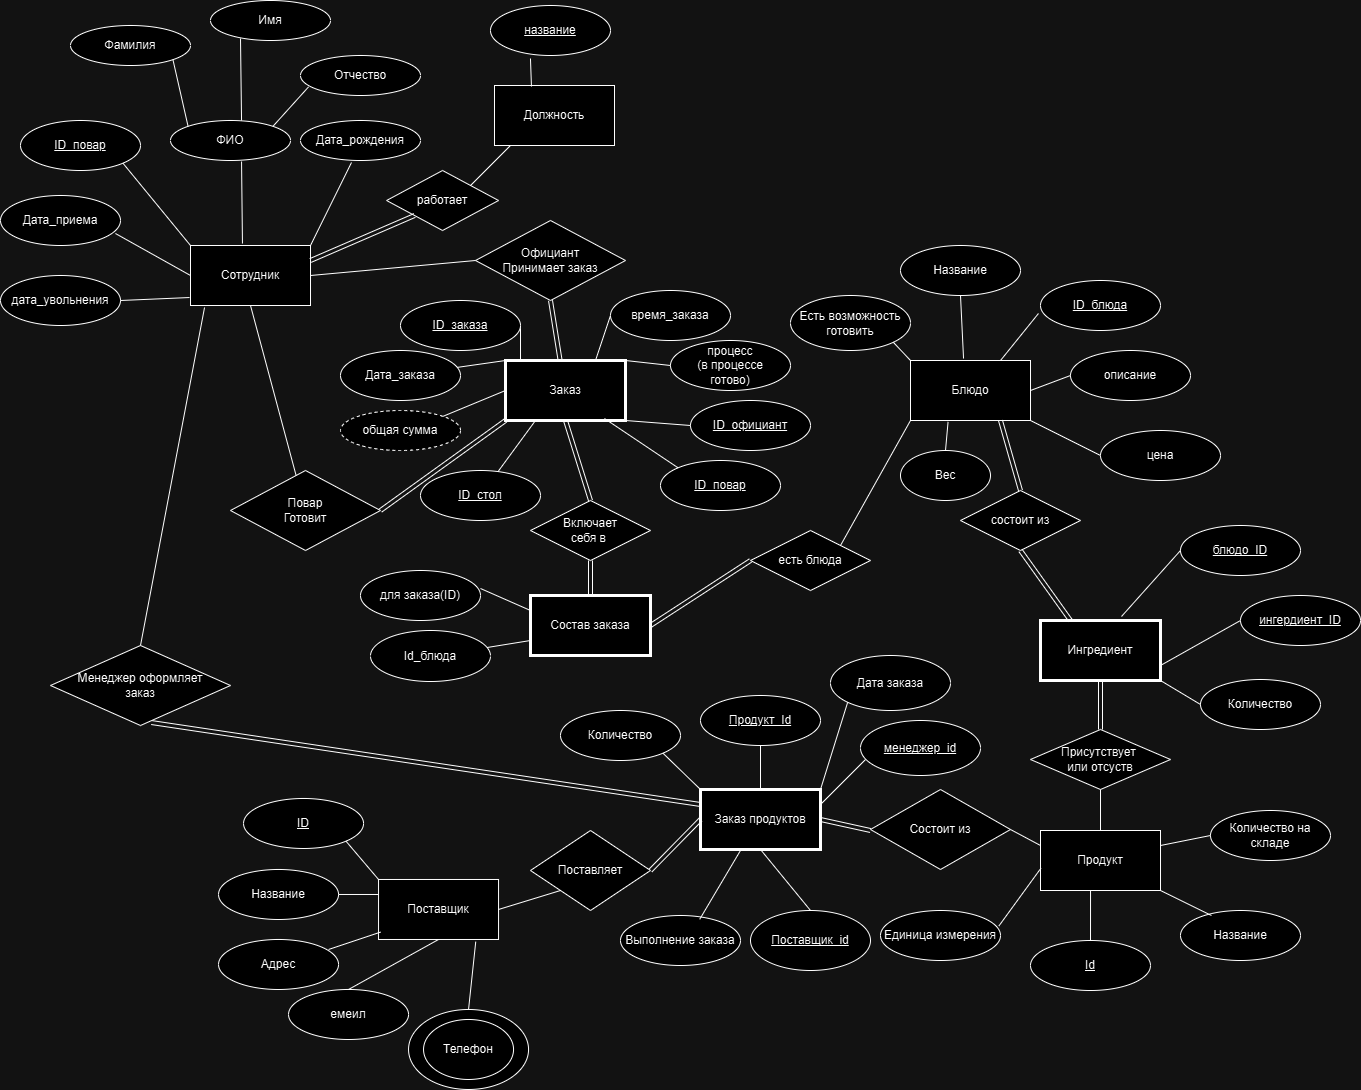 Имя
название
Фамилия
Отчество
Должность
ФИО
Дата_рождения
ID_повар
работает
Дата_приема
Сотрудник
Официант
Принимает заказ
Название
дата_увольнения
ID_блюда
Есть возможность
готовить
время_заказа
ID_заказа
процесс
(в процессе
готово)
Дата_заказа
Заказ
Блюдо
описание
общая сумма
ID_официант
цена
Вес
ID_стол
ID_повар
Повар
Готовит
Включает
себя в
состоит из
блюдо_ID
есть блюда
для заказа(ID)
Состав заказа
ингердиент_ID
Id_блюда
Ингредиент
Менеджер оформляет
заказ
Дата заказа
Количество
Продукт_Id
Количество
менеджер_id
Присутствует
или отсуств
ID
Заказ продуктов
Состоит из
Количество на
складе
Продукт
Поставляет
Название
Поставщик
Выполнение заказа
Поставщик_id
Единица измерения
Название
Адрес
Id
емеил
Телефон